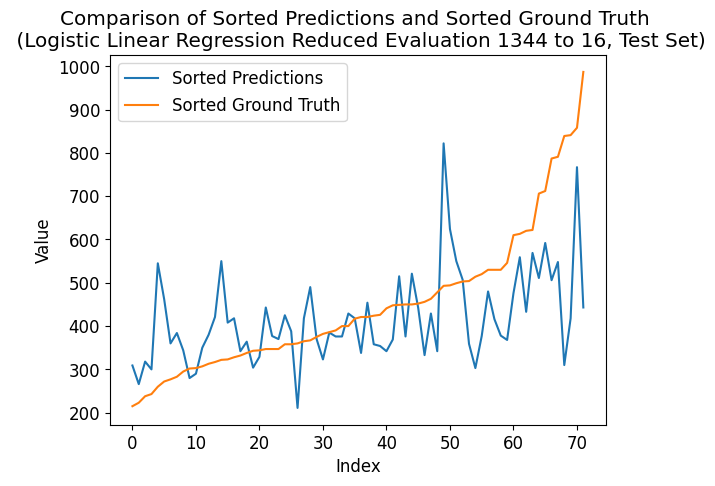 Comparison of Sorted Predictions and Sorted Ground Truth
(Logistic Linear Regression Reduced Evaluation 1344 to 16, Test Set)
Sorted Predictions
Sorted Ground Truth
1000
900
800
700
600
500
400
300
200
Value
0 10 20 30 40 50 60 70
Index